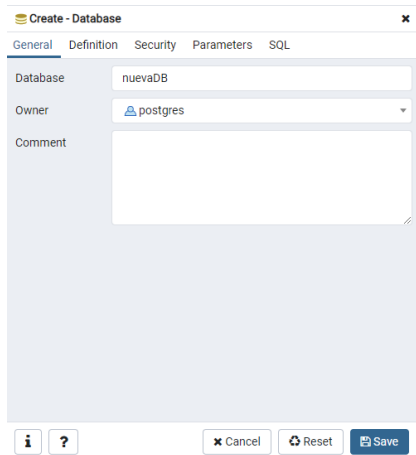 Create - Database
General Definition Security Parameters SQL
Database nuevaDB
Owner postgres
Comment
i ? Cancel Reset Save